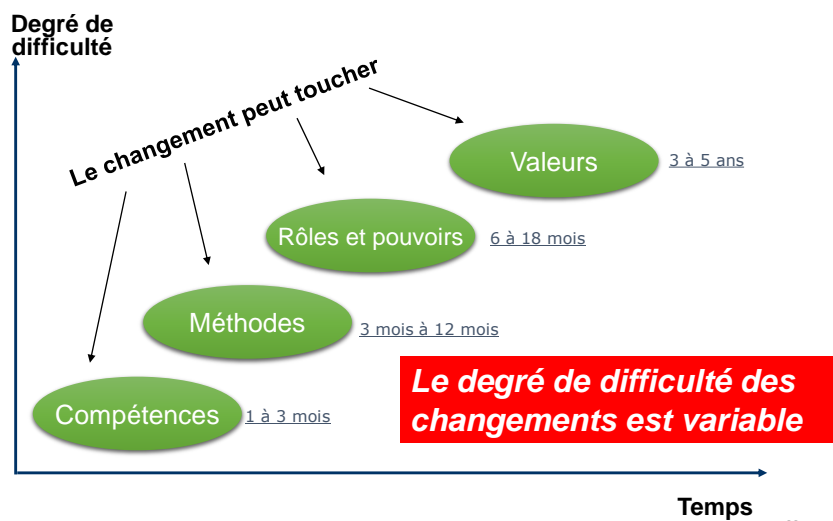 Degré de
difficulté
Le changement peut toucher
Valeurs
3 à 5 ans
Rôles et pouvoirs
6 à 18 mois
Méthodes
3 mois à 12 mois
Le degré de difficulté des
changements est variable
Compétences
1 à 3 mois
Temps